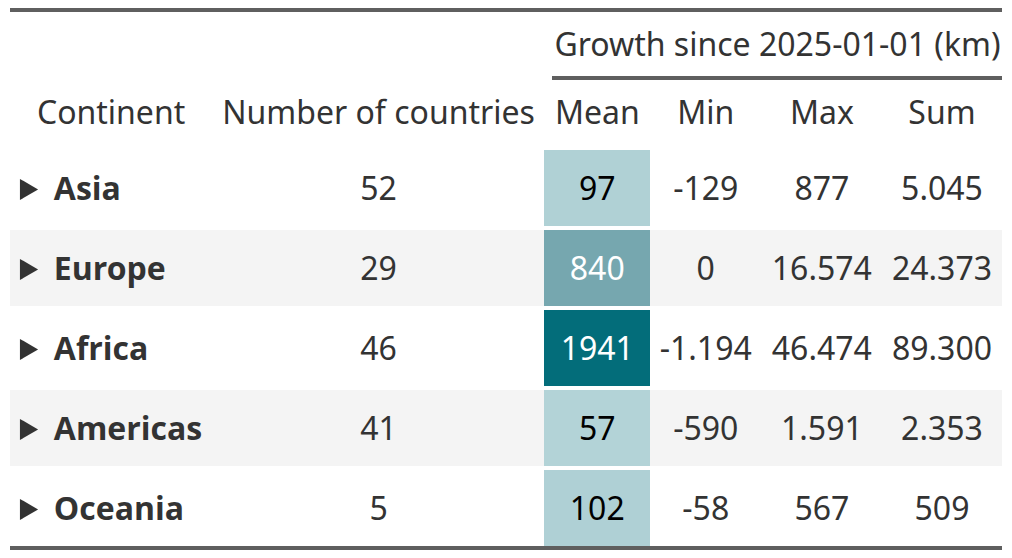 Growth since 2025-01-01 (km)
Continent Number of countries Mean Min Max Sum
Asia 52 97 -129 877 5.045
Europe 29 840 0 16.574 24.373
Africa 46 1941 -1.194 46.474 89.300
Americas 41 57 -590 1.591 2.353
Oceania 5 102 -58 567 509